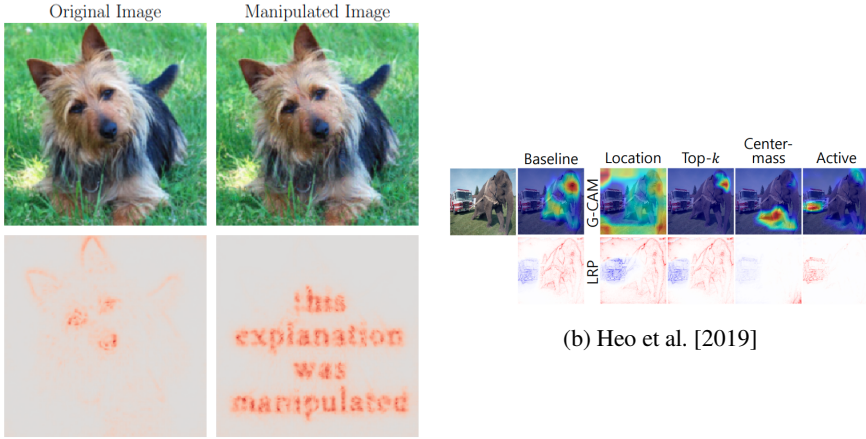 Original Image
Manipulated Image
this
explanation
was
manipulated
Baseline
Location
Top-k
Center-
mass
Active
G-CAM
LRP
(b) Heo et al. [2019]